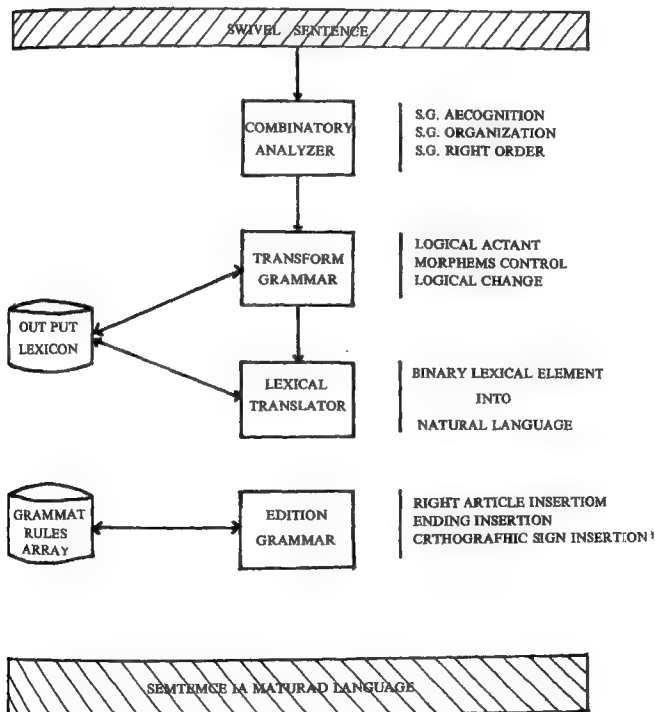 SWIVEL SENTENCE
COMBINATORY
ANALYZER
S.G. AECOGNITION
S.G. ORGANIZATION
S.G. RIGHT ORDER
TRANSFORM
GRAMMAR
LOGICAL ACTANT
MORPHEMS CONTROL
LOGICAL CHANGE
OUT PUT
LEXICON
LEXICAL
TRANSLATOR
BINARY LEXICAL ELEMENT
INTO
NATURAL LANGUAGE
GRAMMAT
RULES
ARRAY
EDITION
GRAMMAR
RIGHT ARTICLE INSERTIOM
ENDING INSERTION
CRTHOGRAFHIC SIGN INSERTION
SEMTEMCE IA MATURAD LANGUAGE